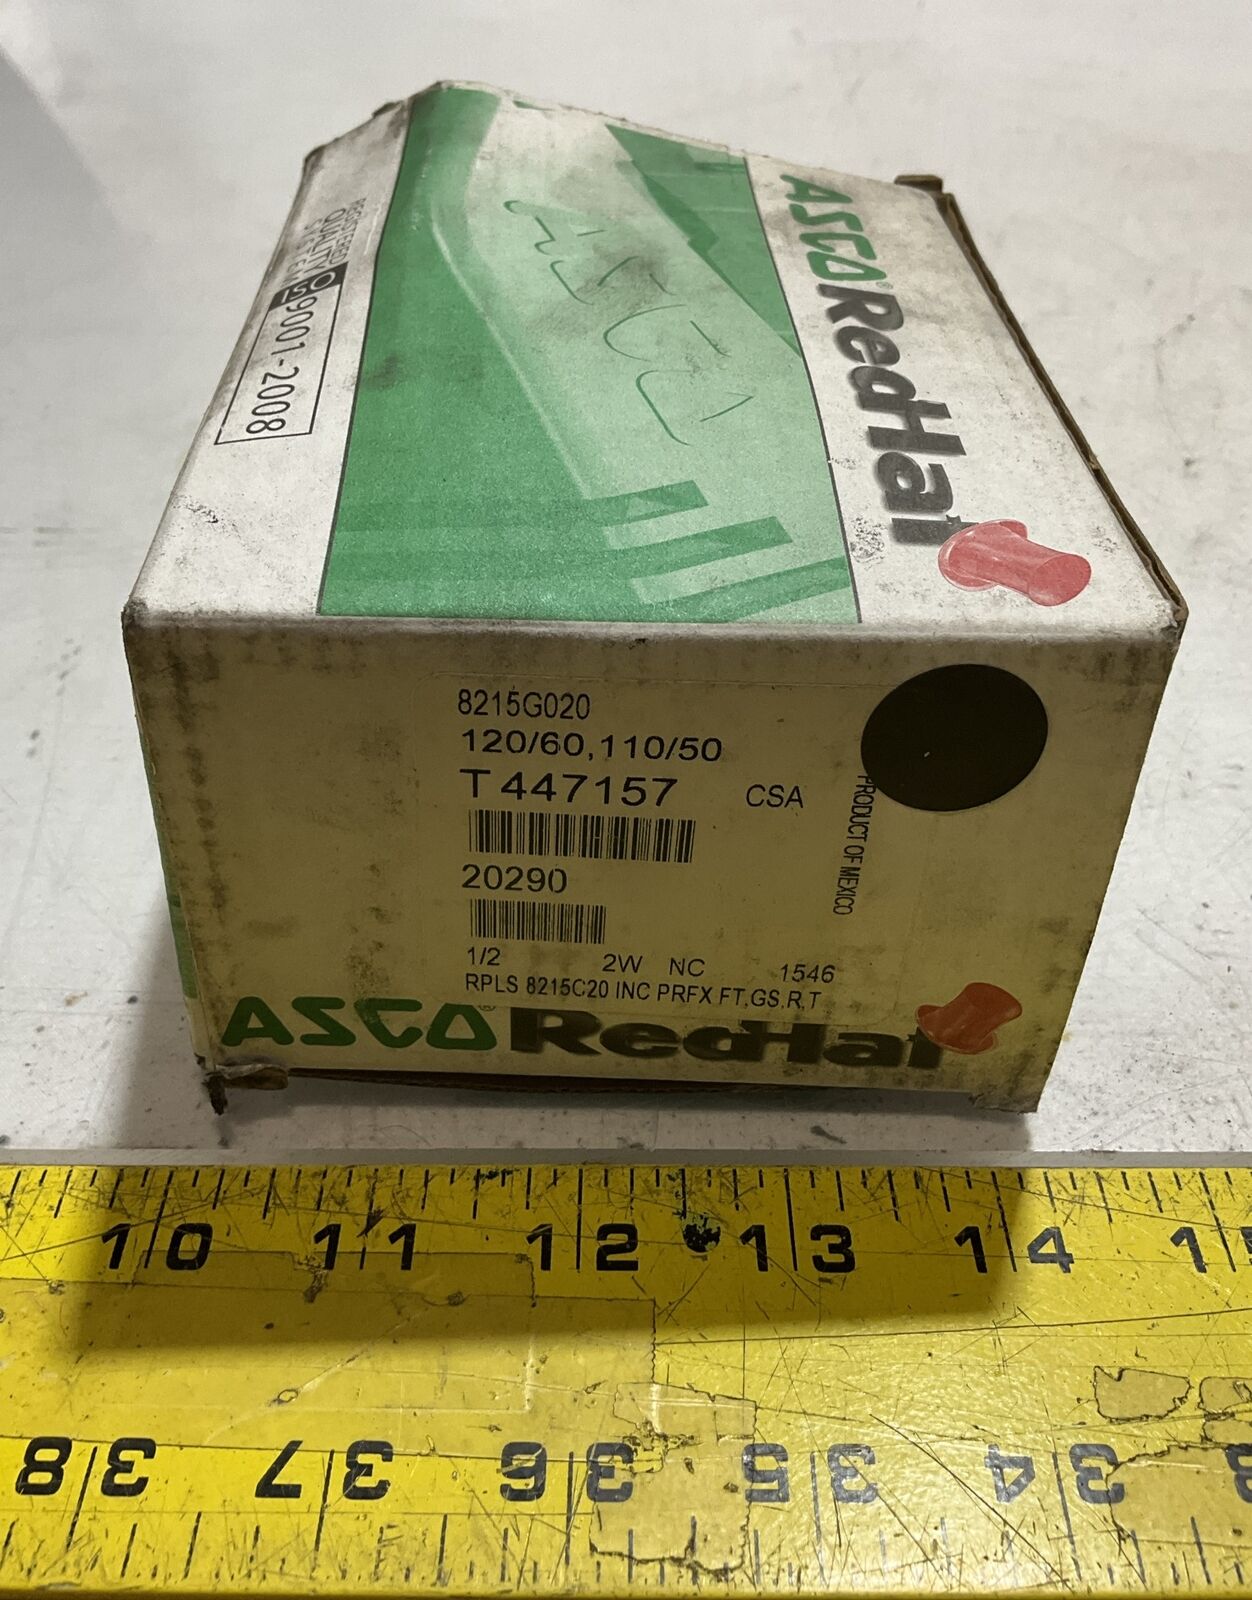 ASCO RedHat
ASCO
REGISTERED
QUALITY
SYSTEM
ISO
9001-2008
8215G020
120/60,110/50
T 447157 CSA
PRODUCT OF MEXICO
20290
1/2 2W NC 1546
RPLS 8215C20 INC PRFX FT,GS,R,T
ASCO® RedHat
10 11 12 13 14 15
38 37 36 35 34